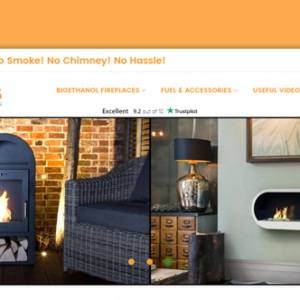 Smoke! No Chimney! No Hassle!
BIOETHANOL FIREPLACES FUEL & ACCESSORIES USEFUL VIDEO
Excellent 9.2 out of 10 Trustpilot